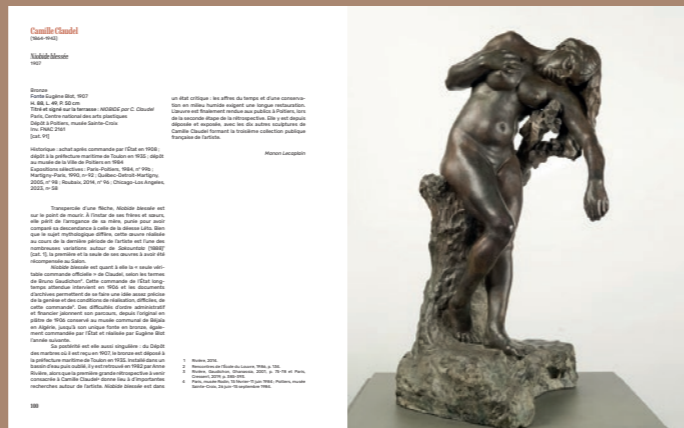 Camille Claudel
(1864-1943)
Niobide blessée
1907
Bronze
Fonte Eugène Blot, 1907
H. 88, L. 49, P. 50 cm
Titré et signé sur la terrasse : NIOBIDE par C. Claudel
Paris, Centre national des arts plastiques
Dépôt à Poitiers, musée Sainte-Croix
Inv. FNAC 2161
[cat. 91]
Historique : achat après commande par l'État en 1908 ;
dépôt à la préfecture maritime de Toulon en 1935 ; dépôt
au musée de la Ville de Poitiers en 1984
Expositions sélectives : Paris-Poitiers, 1984, n° 99b ;
Martigny-Paris, 1990, n° 92 ; Québec-Detroit-Martigny,
2005, n° 98 ; Roubaix, 2014, n° 96 ; Chicago-Los Angeles,
2023, n° 58
Transpercée d'une flèche, Niobide blessée est
sur le point de mourir. À l'instar de ses frères et sœurs,
elle périt de l'arrogance de sa mère, punie pour avoir
comparé sa descendance à celle de la déesse Léto. Bien
que le sujet mythologique diffère, cette œuvre réalisée
au cours de la dernière période de l'artiste est l'une des
nombreuses variations autour de Sakountala (1888)
[cat. 1], la première et la seule de ses œuvres à avoir été
récompensée au Salon.
Niobide blessée est quant à elle la « seule véri-
table commande officielle » de Claudel, selon les termes
de Bruno Gaudichon. Cette commande de l'État long-
temps attendue intervient en 1906 et les documents
d'archives permettent de se faire une idée assez précise
de la genèse et des conditions de réalisation, difficiles, de
cette commande. Des difficultés d'ordre administratif
et financier jalonnent son parcours, depuis l'original en
plâtre de 1906 conservé au musée communal de Béjaïa
en Algérie, jusqu'à son unique fonte en bronze, égale-
ment commandée par l'État et réalisée par Eugène Blot
l'année suivante.
Sa postérité est elle aussi singulière : du Dépôt
des marbres où il est reçu en 1907, le bronze est déposé à
la préfecture maritime de Toulon en 1935. Installé dans un
bassin d'eau puis oublié, il y est retrouvé en 1982 par Anne
Rivière, alors que la première grande rétrospective à venir
consacrée à Camille Claudel donne lieu à d'importantes
recherches autour de l'artiste. Niobide blessée est dans
188
un état critique : les affres du temps et d'une conserva-
tion en milieu humide exigent une longue restauration.
L'œuvre est finalement rendue aux publics à Poitiers, lors
de la seconde étape de la rétrospective. Elle y est depuis
déposée et exposée, avec les dix autres sculptures de
Camille Claudel formant la troisième collection publique
française de l'artiste.
Manon Lecaplain
1 Rivière, 2016.
2 Rencontres de l'École du Louvre, 1986, p. 130.
3 Rivière, Gaudichon, Ghanassia, 2001, p. 15-18 et Paris,
Cressent, 2019, p. 285-290.
4 Paris, musée Rodin, 15 février-11 juin 1984 ; Poitiers, musée
Sainte-Croix, 26 juin-15 septembre 1984.